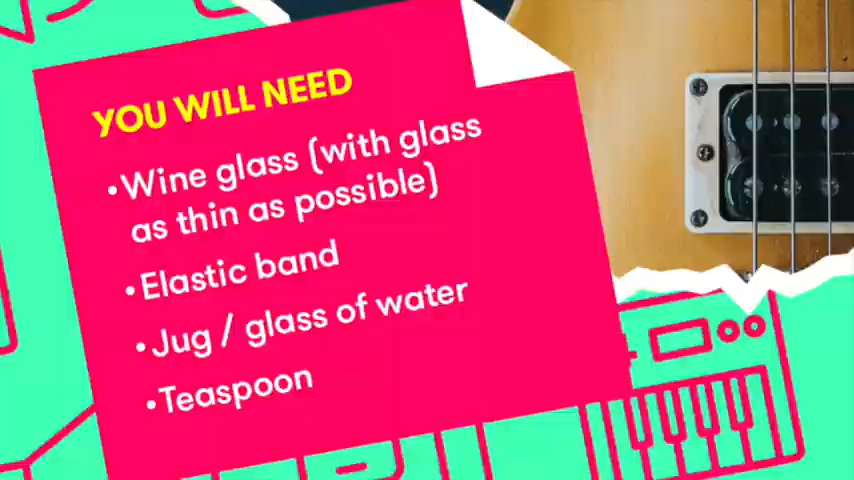 YOU WILL NEED
•Wine glass (with glass
as thin as possible)
•Elastic band
•Jug / glass of water
•Teaspoon